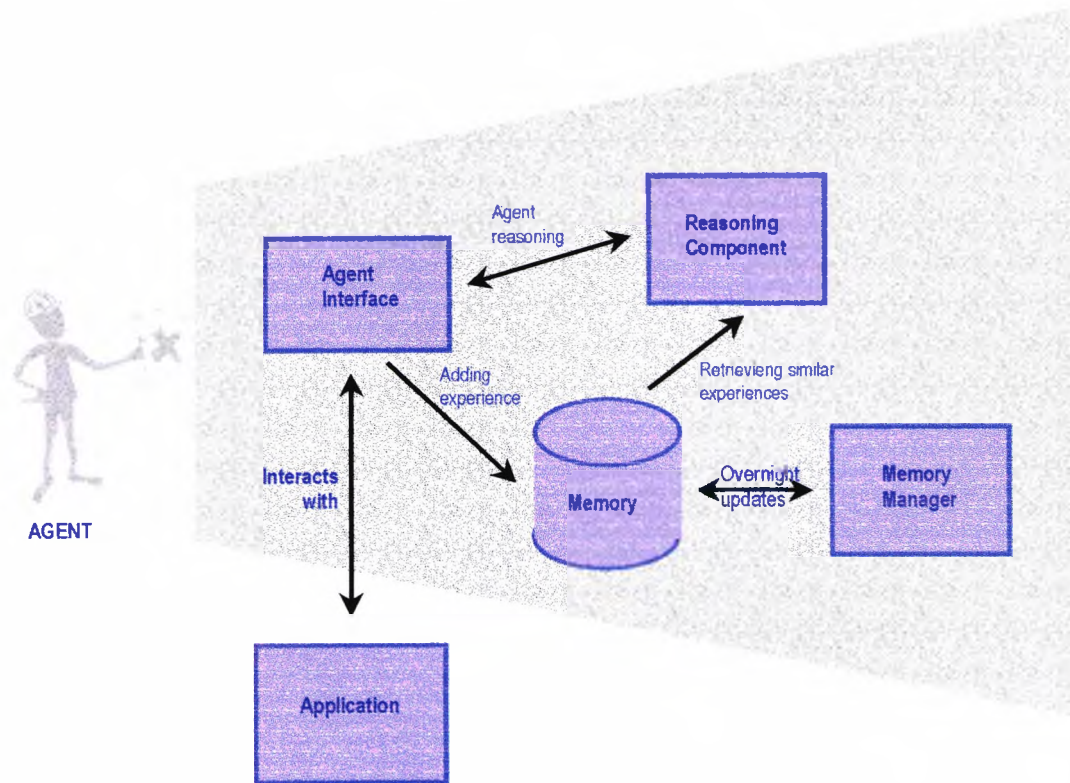 Agent
reasoning
Reasoning
Component
Agent
Interface
Adding
experience
Retrievieng similar
experiences
Interacts
with
Memory
Overnight
updates
Memory
Manager
AGENT
Application